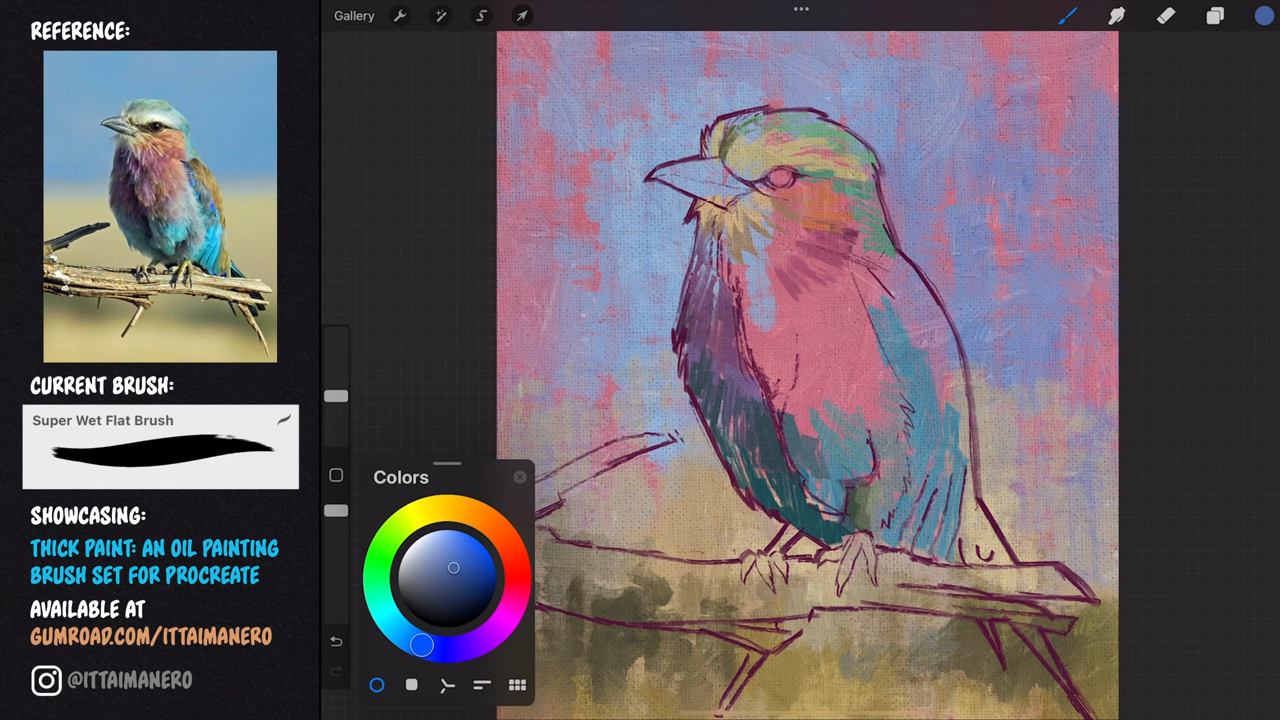 REFERENCE:
Gallery
CURRENT BRUSH:
Super Wet Flat Brush
Colors
SHOWCASING:
THICK PAINT: AN OIL PAINTING
BRUSH SET FOR PROCREATE
AVAILABLE AT
GUMROAD.COM/ITTAIMANERO
@ITTAIMANERO